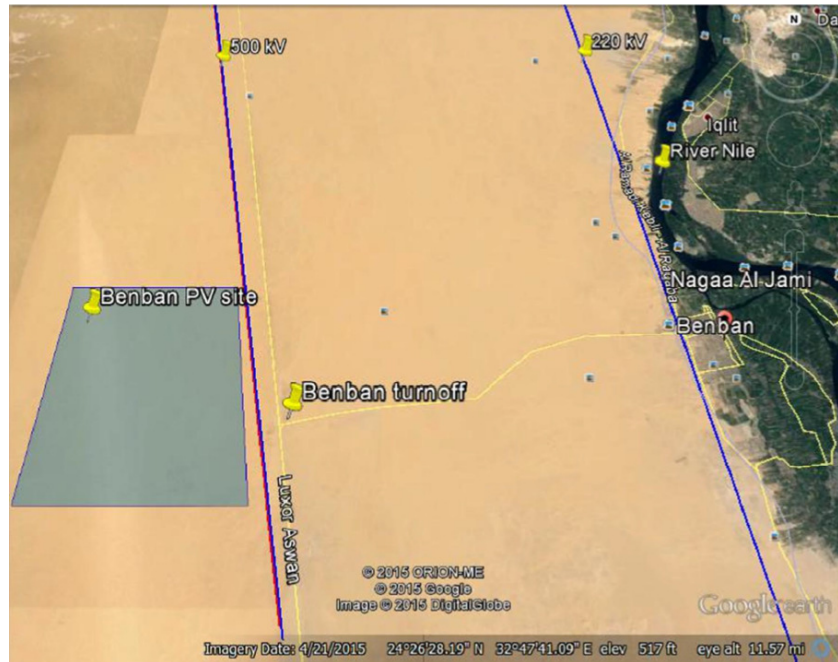 500 kV
220 kV
Da
Iqlit
River Nile
Nagaa Al Jami
Benban PV site
Benban
Benban turnoff
Luxor Aswan
© 2015 ORION-ME
© 2015 Google
Image © 2015 DigitalGlobe
Google earth
Imagery Date: 4/21/2015 24°26'28.19" N 32°47'41.09" E elev 517 ft eye alt 11.57 mi
N